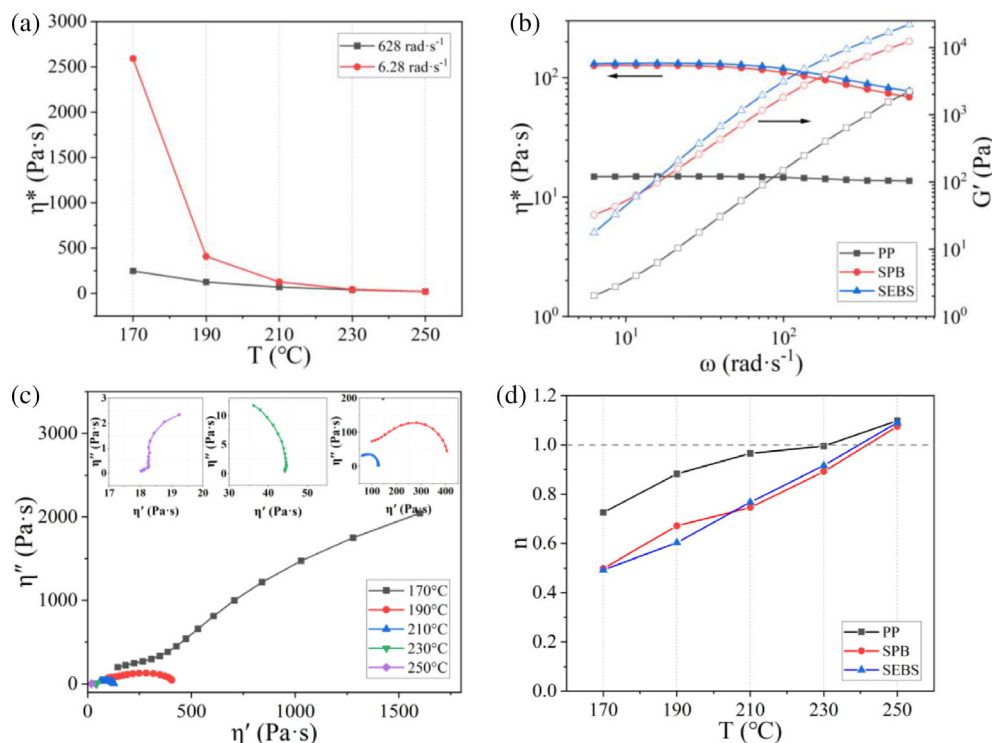 (a)
3000
2500
2000
1500
1000
500
0
η* (Pa·s)
628 rad·s⁻¹
6.28 rad·s⁻¹
170 190 210 230 250
T (℃)
(b)
10²
10¹
10⁰
η* (Pa·s)
10⁴
10³
10²
10¹
10⁰
G′ (Pa)
PP
SPB
SEBS
10¹ 10²
ω (rad·s⁻¹)
(c)
3000
2000
1000
0
η″ (Pa·s)
3
2
1
0
η″ (Pa·s)
17 18 19 20
η′ (Pa·s)
10
5
0
η″ (Pa·s)
30 40 50
η′ (Pa·s)
200
100
0
η″ (Pa·s)
100 200 300 400
η′ (Pa·s)
170°C
190°C
210°C
230°C
250°C
0 500 1000 1500
η′ (Pa·s)
(d)
1.2
1.0
0.8
0.6
0.4
0.2
0.0
n
PP
SPB
SEBS
170 190 210 230 250
T (℃)